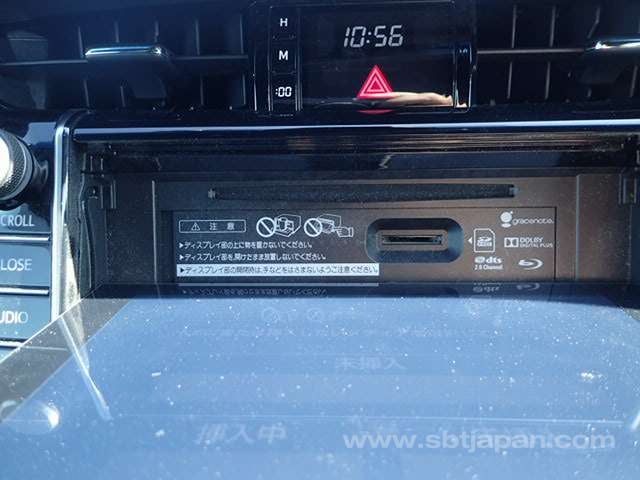 H
10:56
M
:00
SCROLL
CLOSE
AUDIO
⚠ 注意
▶ディスプレイ部の上に物を置かないでください。
▶ディスプレイ部を開けたまま放置しないでください。
▶ディスプレイ部の開閉時は、手などをはさまないようご注意ください。
gracenote.
DOLBY
DIGITAL PLUS
dts
2.0 Channel
未挿入
挿入中
www.sbtjapan.com